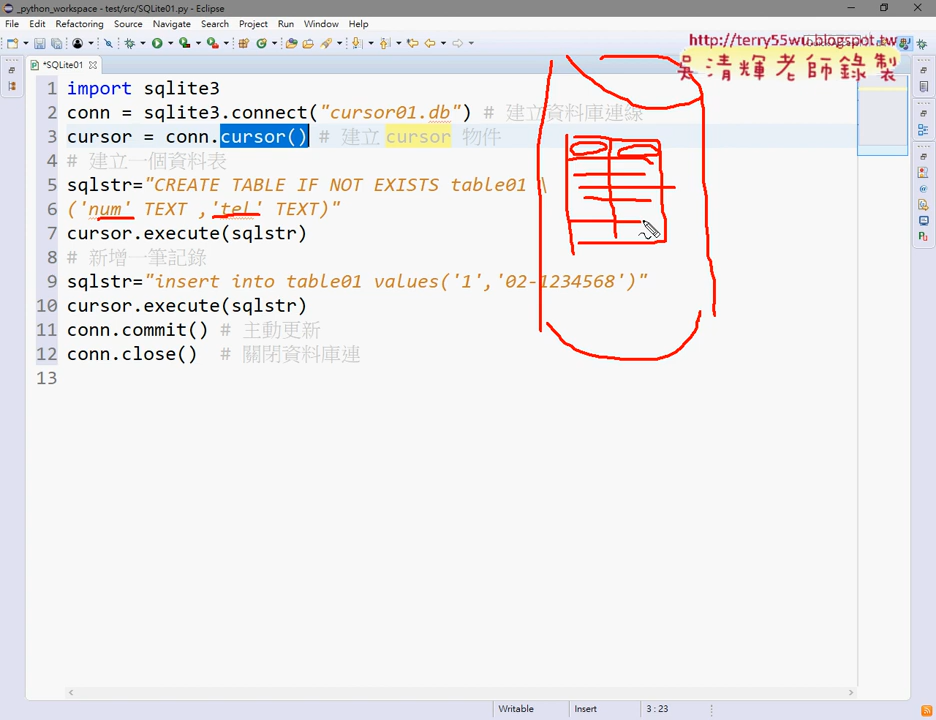 _python_workspace - test/src/SQLite01.py - Eclipse
File Edit Refactoring Source Navigate Search Project Run Window Help
http://terry55wu.blogspot.tw
吳清輝老師錄製
*SQLite01
1 import sqlite3
2 conn = sqlite3.connect("cursor01.db") # 建立資料庫連線
3 cursor = conn.cursor() # 建立 cursor 物件
4 # 建立一個資料表
5 sqlstr="CREATE TABLE IF NOT EXISTS table01 \
6 ('num' TEXT ,'tel' TEXT)"
7 cursor.execute(sqlstr)
8 # 新增一筆記錄
9 sqlstr="insert into table01 values('1','02-1234568')"
10 cursor.execute(sqlstr)
11 conn.commit() # 主動更新
12 conn.close() # 關閉資料庫連
13
Writable Insert 3 : 23